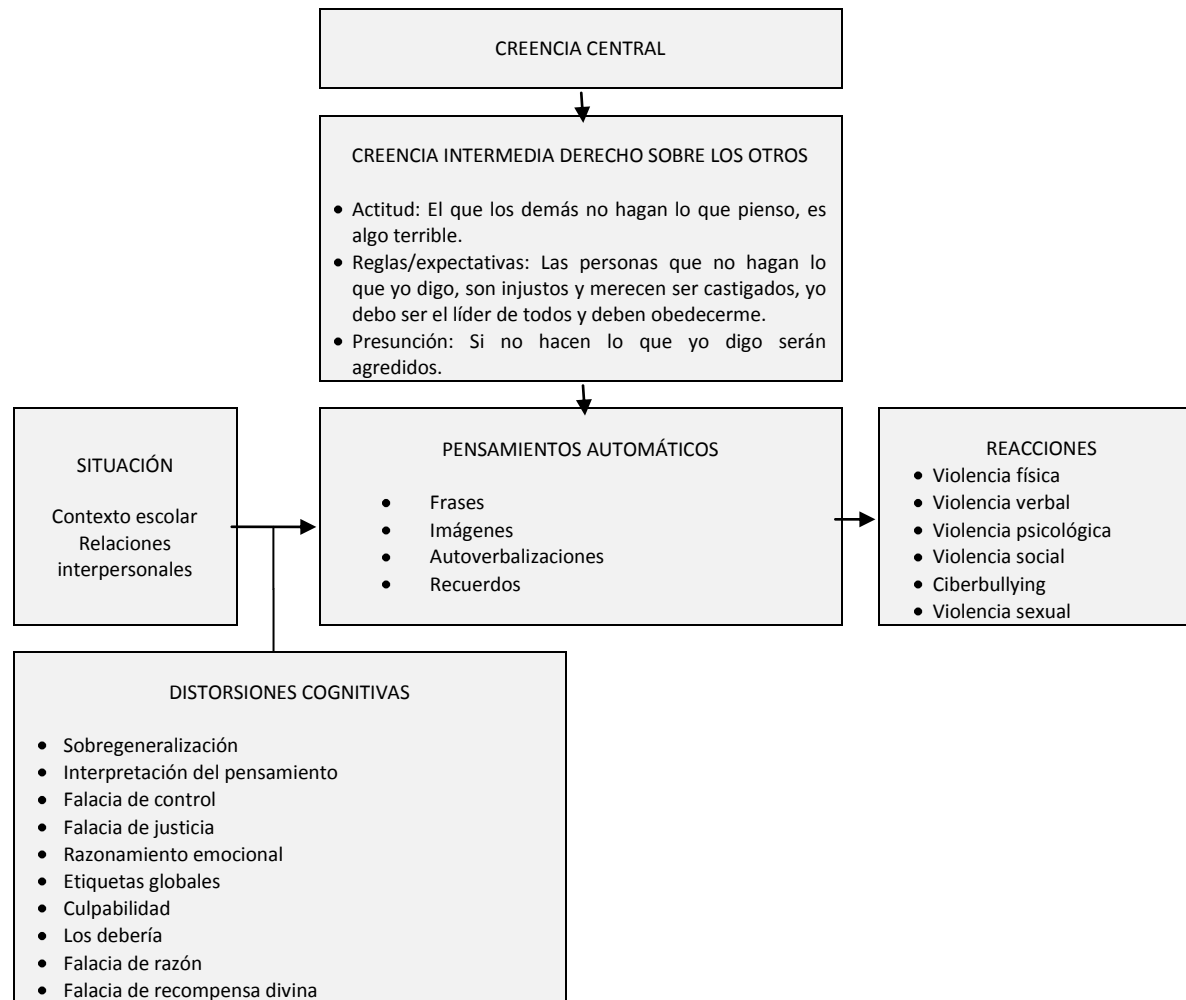 CREENCIA CENTRAL
CREENCIA INTERMEDIA DERECHO SOBRE LOS OTROS
• Actitud: El que los demás no hagan lo que pienso, es
algo terrible.
• Reglas/expectativas: Las personas que no hagan lo
que yo digo, son injustos y merecen ser castigados, yo
debo ser el líder de todos y deben obedecerme.
• Presunción: Si no hacen lo que yo digo serán
agredidos.
SITUACIÓN
Contexto escolar
Relaciones
interpersonales
PENSAMIENTOS AUTOMÁTICOS
• Frases
• Imágenes
• Autoverbalizaciones
• Recuerdos
REACCIONES
• Violencia física
• Violencia verbal
• Violencia psicológica
• Violencia social
• Ciberbullying
• Violencia sexual
DISTORSIONES COGNITIVAS
• Sobregeneralización
• Interpretación del pensamiento
• Falacia de control
• Falacia de justicia
• Razonamiento emocional
• Etiquetas globales
• Culpabilidad
• Los debería
• Falacia de razón
• Falacia de recompensa divina